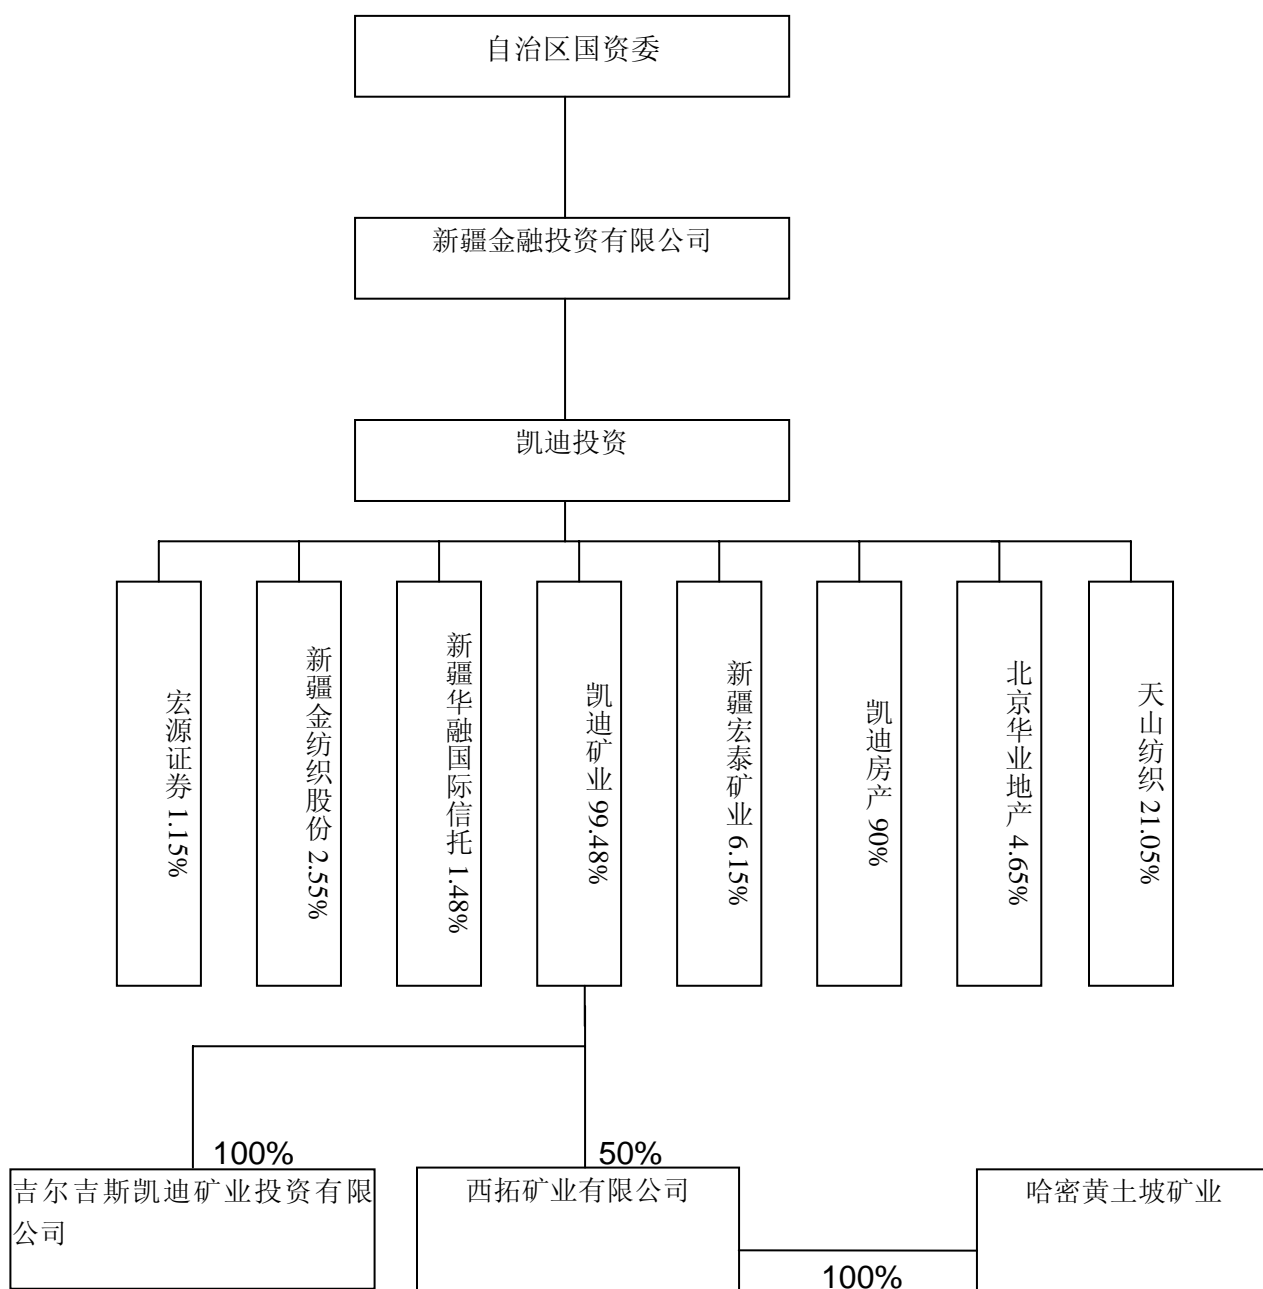 自治区国资委
新疆金融投资有限公司
凯迪投资
宏源证券 1.15%
新疆金纺织股份 2.55%
新疆华融国际信托 1.48%
凯迪矿业 99.48%
新疆宏泰矿业 6.15%
凯迪房产 90%
北京华业地产 4.65%
天山纺织 21.05%
100%
50%
吉尔吉斯凯迪矿业投资有限
公司
西拓矿业有限公司
哈密黄土坡矿业
100%